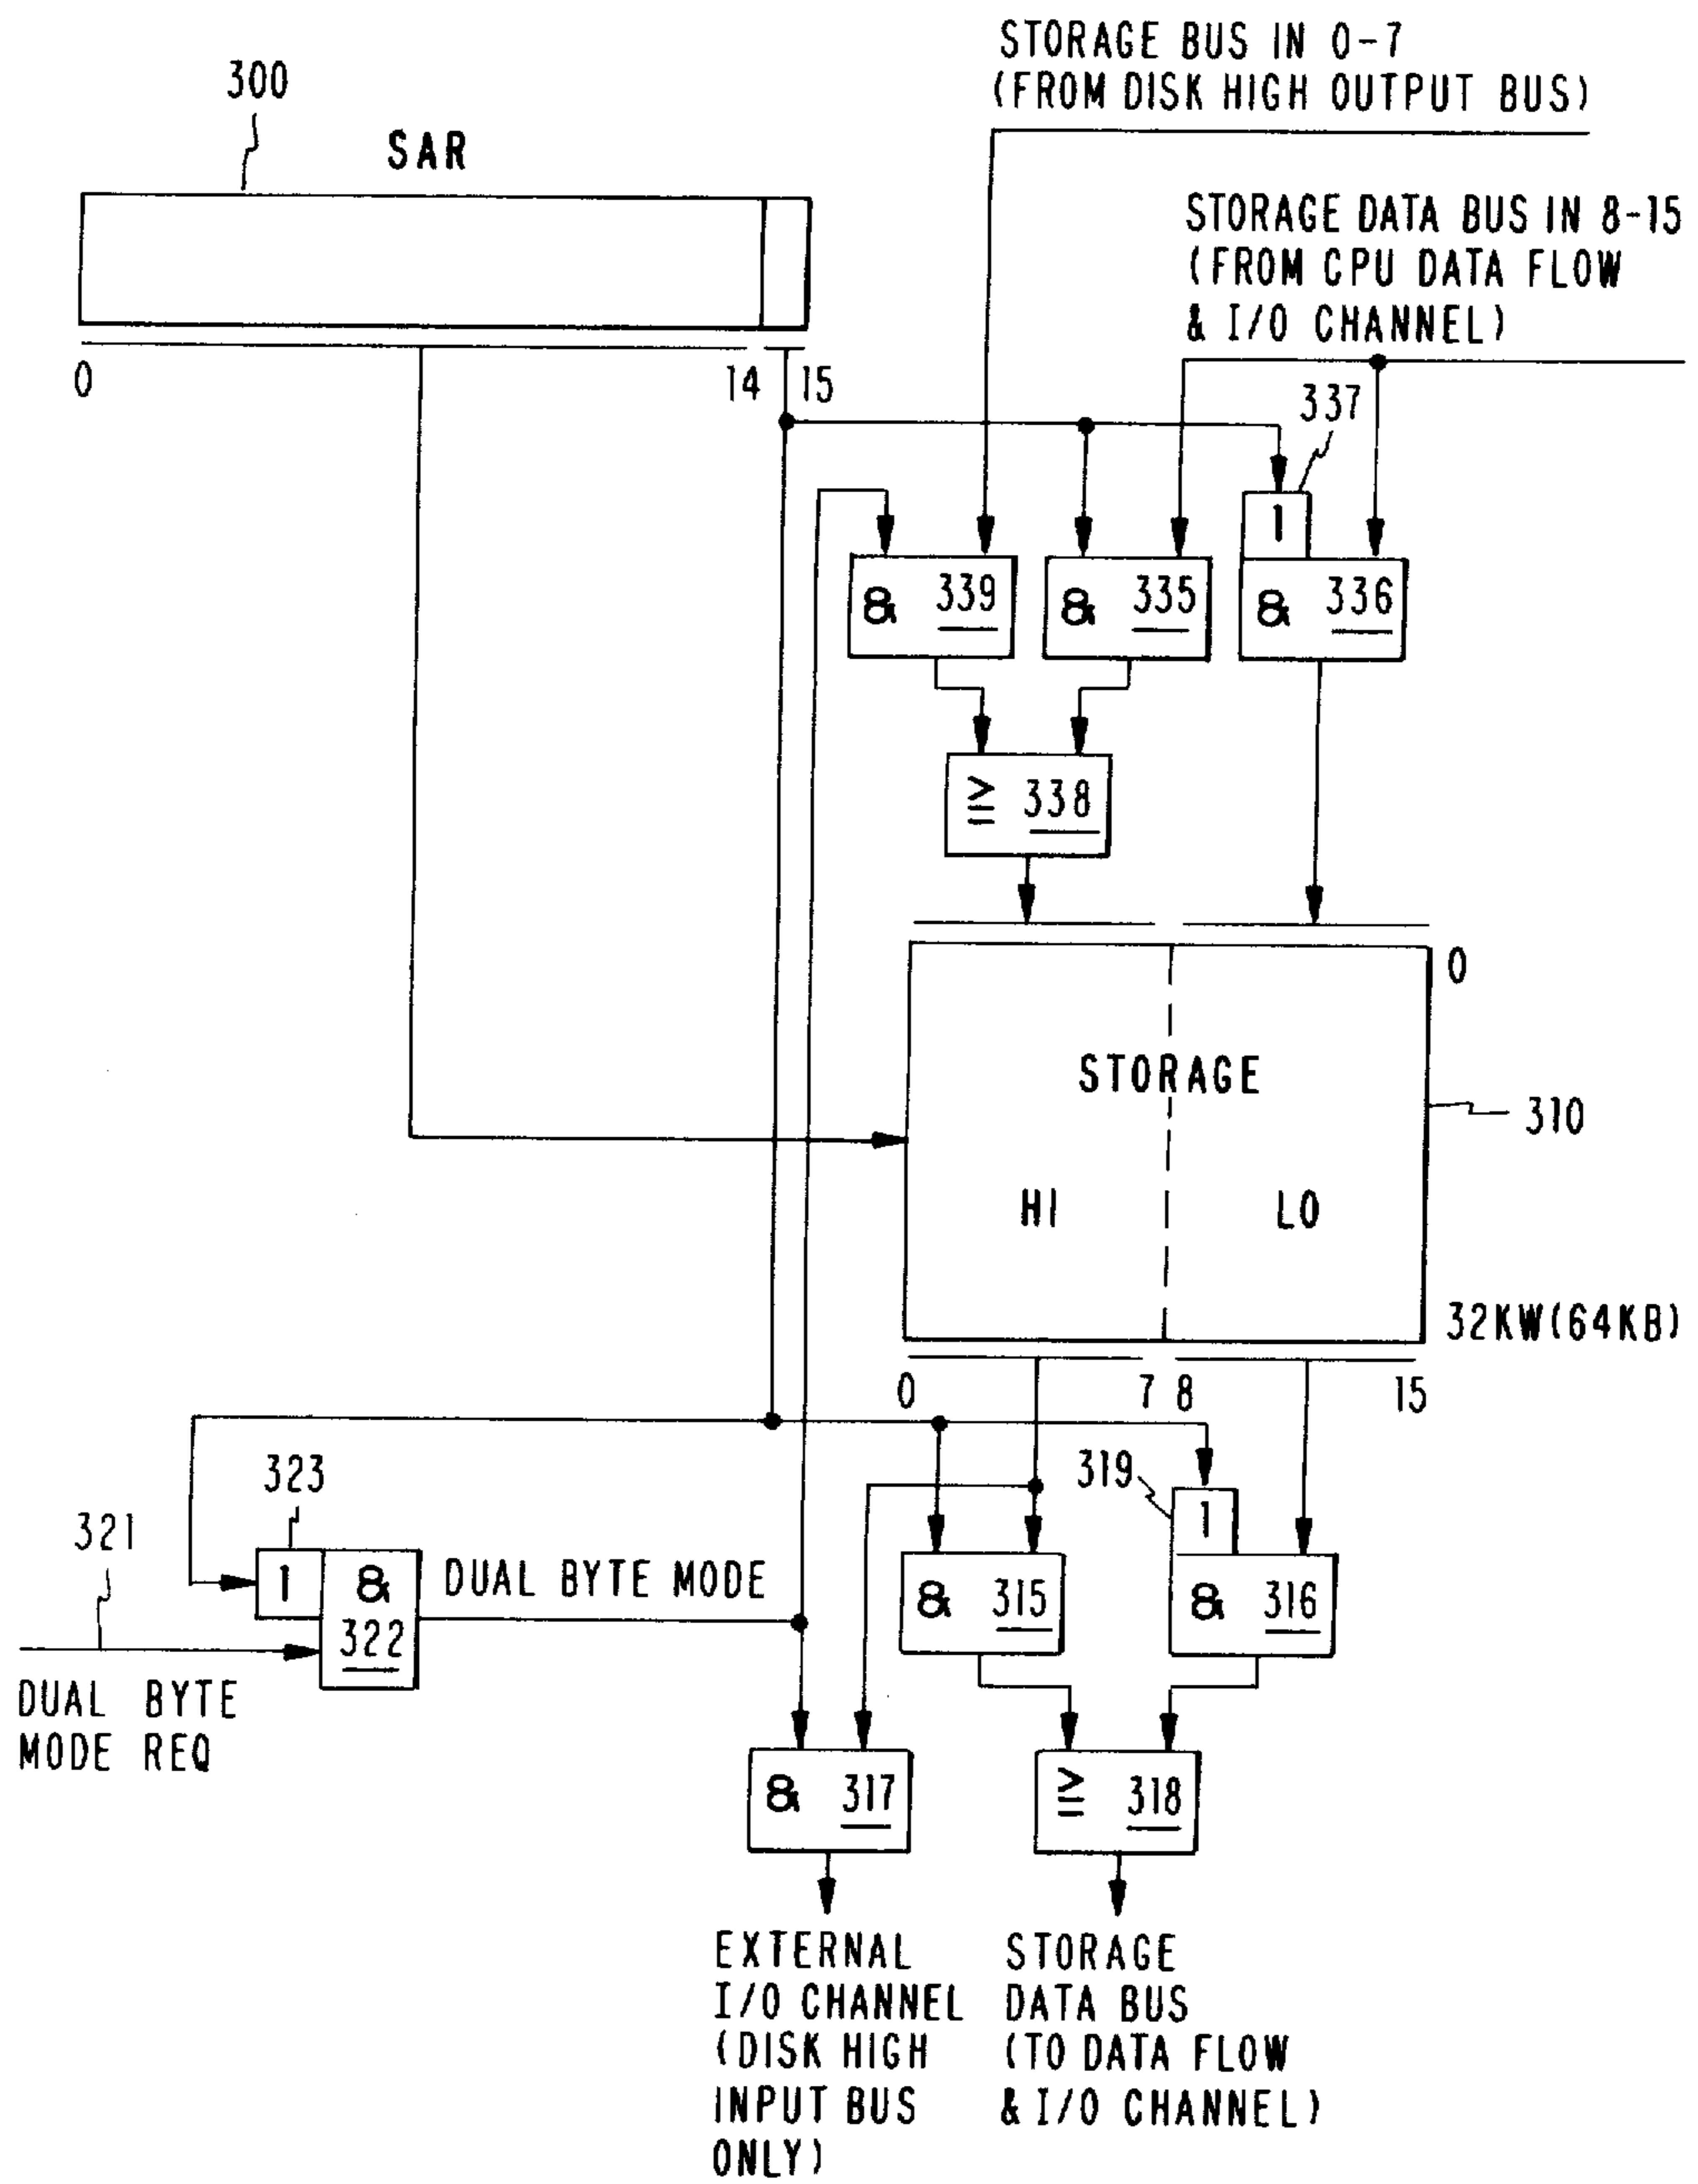 STORAGE BUS IN 0-7
(FROM DISK HIGH OUTPUT BUS)
300
SAR
STORAGE DATA BUS IN 8-15
(FROM CPU DATA FLOW
& I/O CHANNEL)
0
14
15
337
1
& 339
& 335
& 336
≥ 338
0
STORAGE
310
HI
LO
32KW(64KB)
0
7
8
15
323
319
1
321
1
&
322
DUAL BYTE MODE
& 315
& 316
DUAL BYTE
MODE REQ
& 317
≥ 318
EXTERNAL
I/O CHANNEL
(DISK HIGH
INPUT BUS
ONLY)
STORAGE
DATA BUS
(TO DATA FLOW
& I/O CHANNEL)